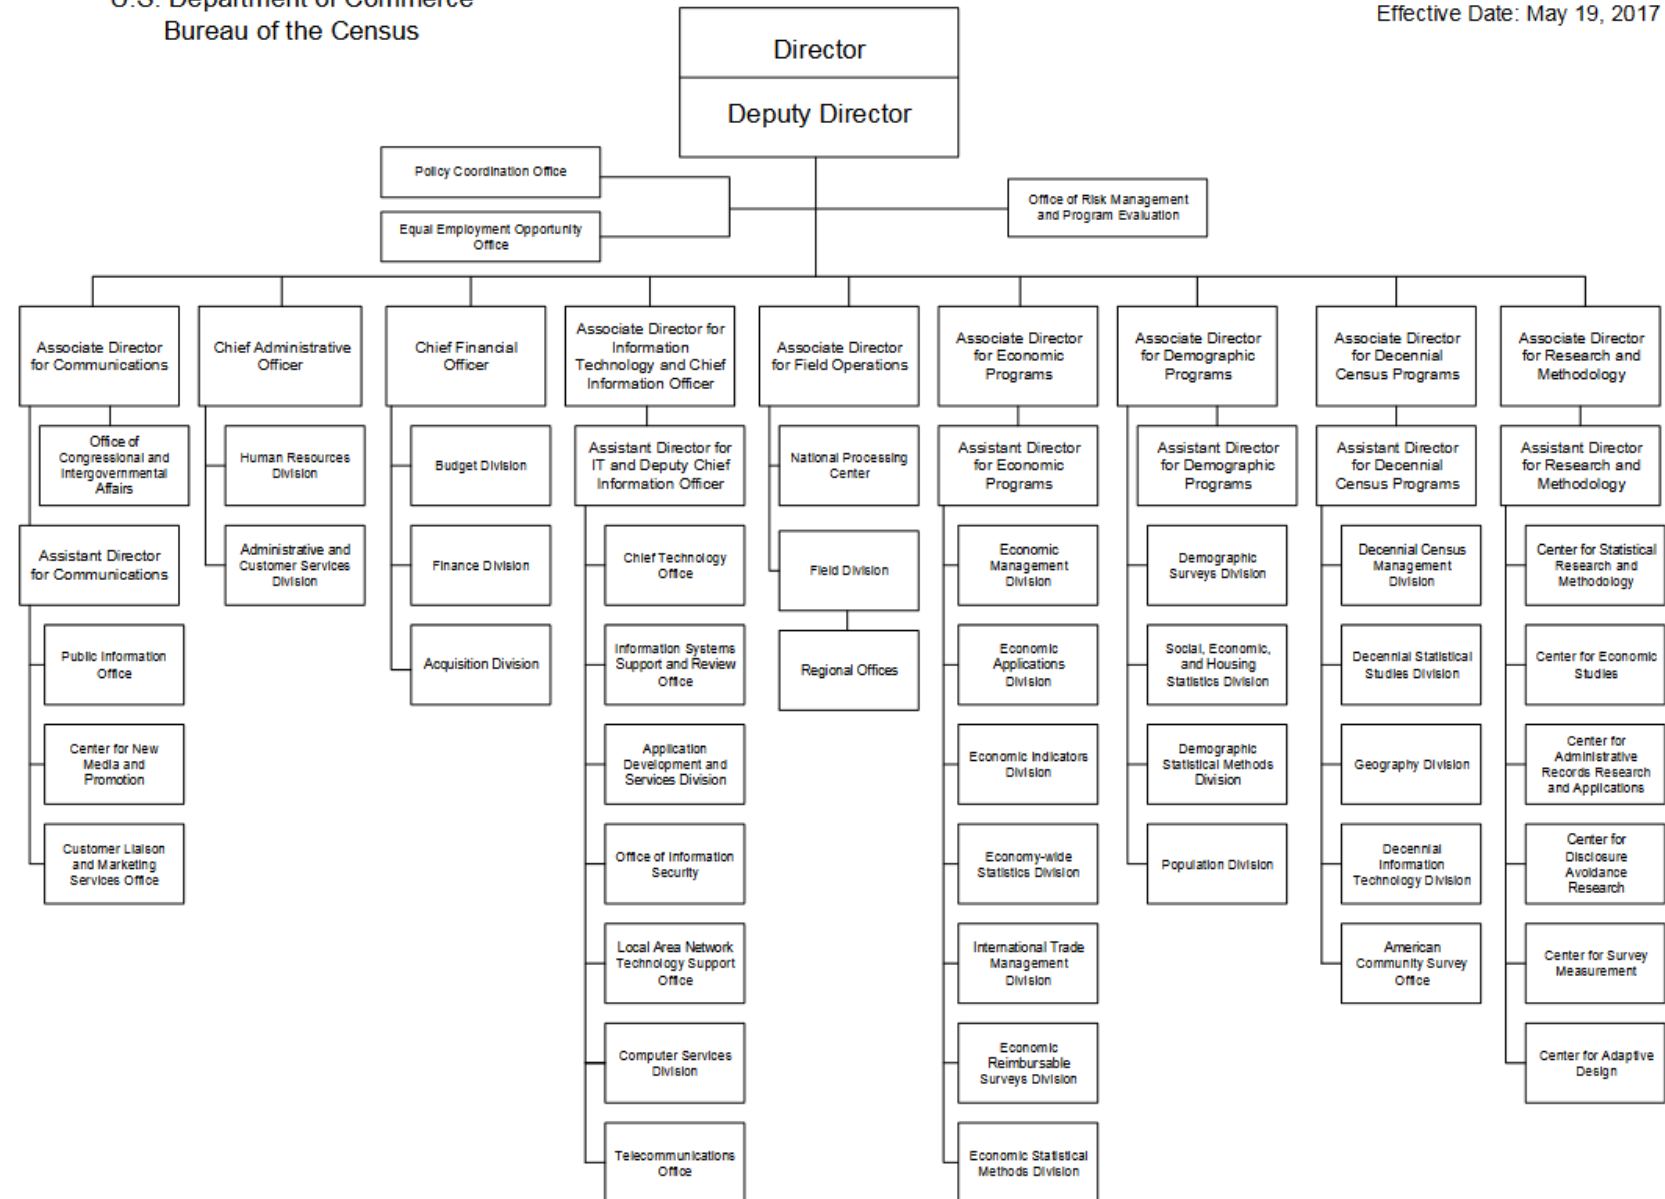 U.S. Department of Commerce
Bureau of the Census
Effective Date: May 19, 2017
Director
Deputy Director
Policy Coordination Office
Equal Employment Opportunity
Office
Office of Risk Management
and Program Evaluation
Associate Director
for Communications
Chief Administrative
Officer
Chief Financial
Officer
Associate Director for
Information
Technology and Chief
Information Officer
Associate Director
for Field Operations
Associate Director
for Economic
Programs
Associate Director
for Demographic
Programs
Associate Director
for Decennial
Census Programs
Associate Director
for Research and
Methodology
Office of
Congressional and
Intergovernmental
Affairs
Human Resources
Division
Budget Division
Assistant Director for
IT and Deputy Chief
Information Officer
National Processing
Center
Assistant Director
for Economic
Programs
Assistant Director
for Demographic
Programs
Assistant Director
for Decennial
Census Programs
Assistant Director
for Research and
Methodology
Assistant Director
for Communications
Administrative and
Customer Services
Division
Finance Division
Chief Technology
Office
Field Division
Economic
Management
Division
Demographic
Surveys Division
Decennial Census
Management
Division
Center for Statistical
Research and
Methodology
Public Information
Office
Acquisition Division
Information Systems
Support and Review
Office
Regional Offices
Economic
Applications
Division
Social, Economic,
and Housing
Statistics Division
Decennial Statistical
Studies Division
Center for Economic
Studies
Center for New
Media and
Promotion
Application
Development and
Services Division
Economic Indicators
Division
Demographic
Statistical Methods
Division
Geography Division
Center for
Administrative
Records Research
and Applications
Customer Liaison
and Marketing
Services Office
Office of Information
Security
Economy-wide
Statistics Division
Population Division
Decennial
Information
Technology Division
Center for
Disclosure
Avoidance
Research
Local Area Network
Technology Support
Office
International Trade
Management
Division
American
Community Survey
Office
Center for Survey
Measurement
Computer Services
Division
Economic
Reimbursable
Surveys Division
Center for Adaptive
Design
Telecommunications
Office
Economic Statistical
Methods Division